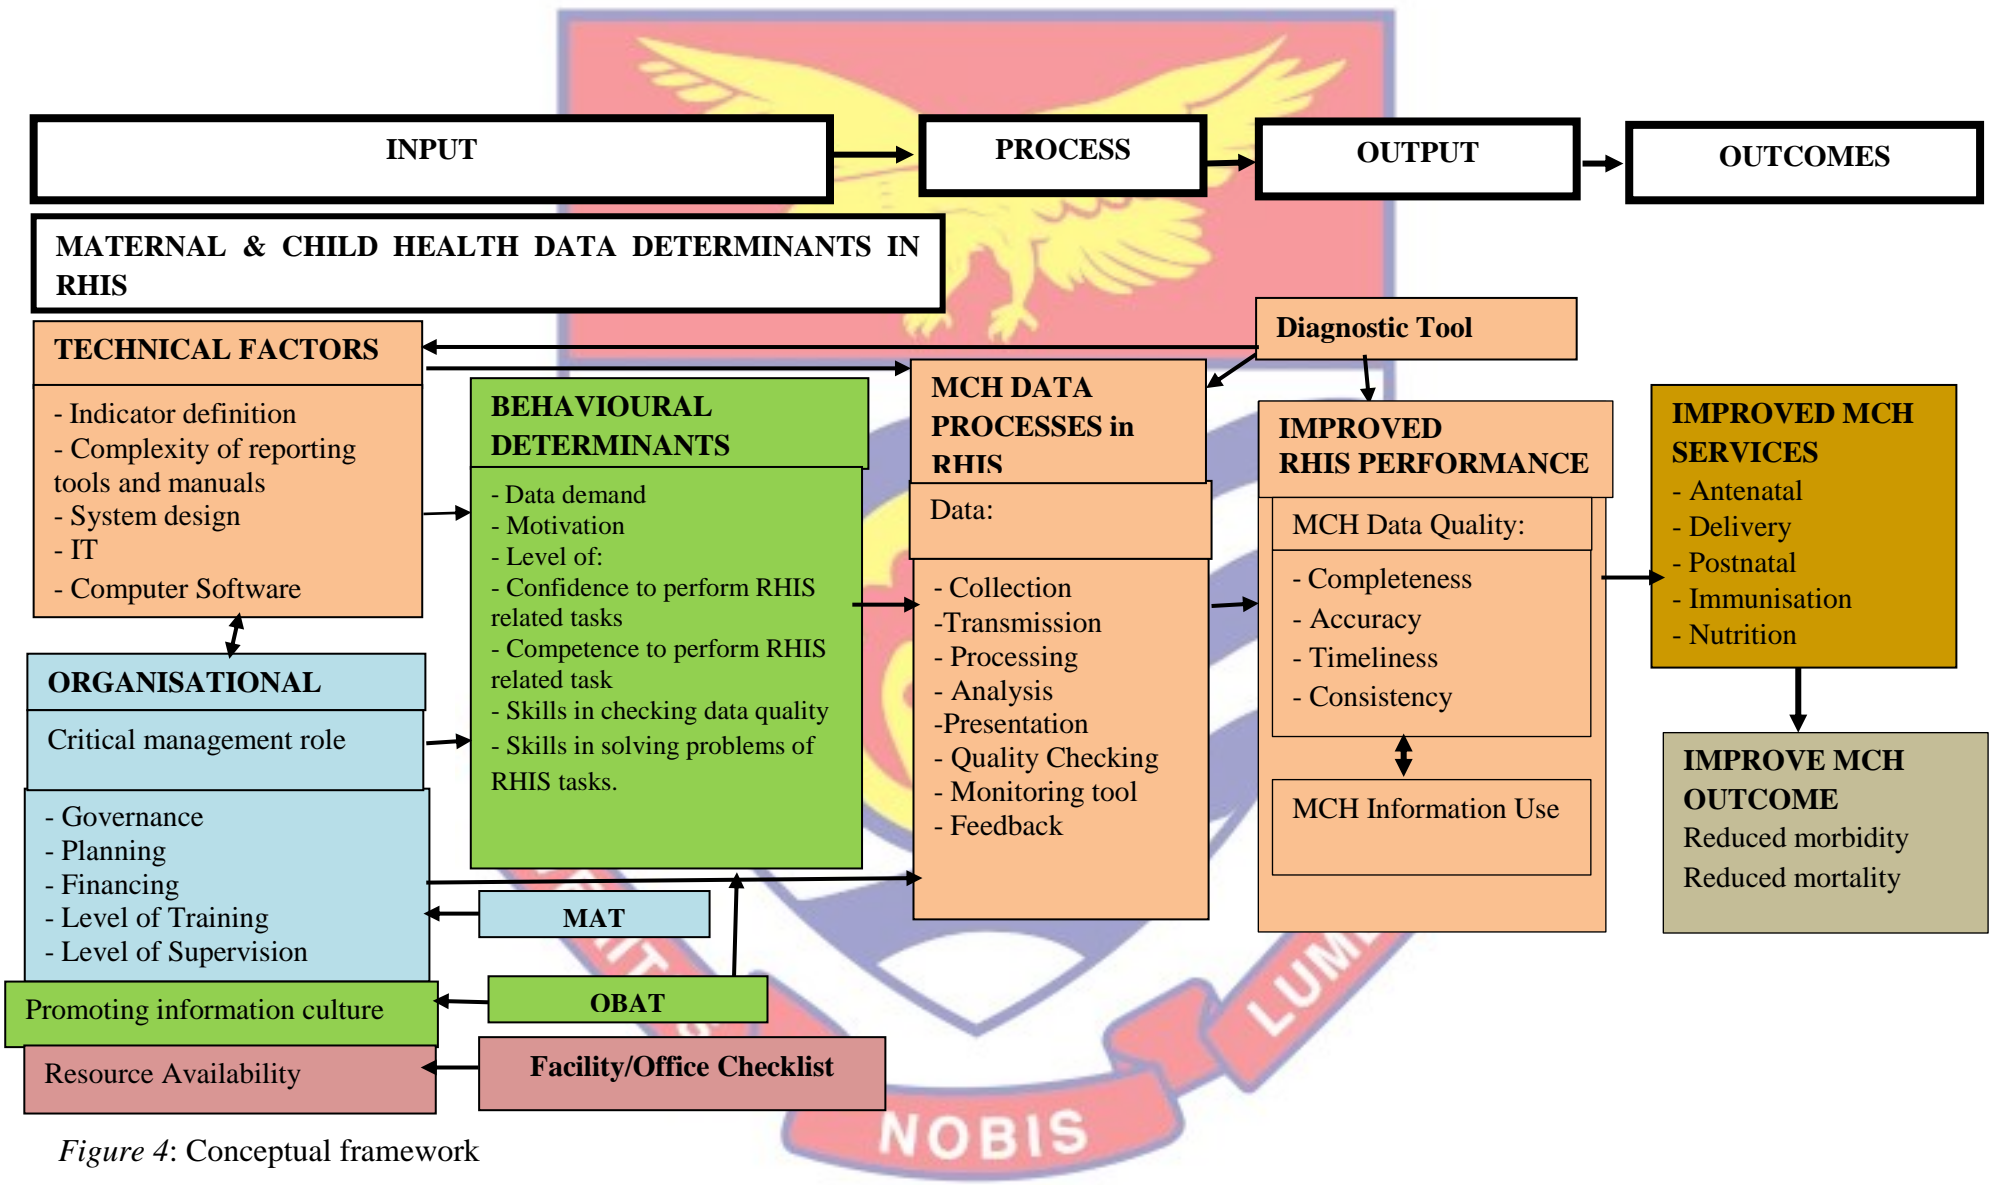 INPUT
PROCESS
OUTPUT
OUTCOMES
MATERNAL & CHILD HEALTH DATA DETERMINANTS IN
RHIS
TECHNICAL FACTORS
- Indicator definition
- Complexity of reporting
tools and manuals
- System design
- IT
- Computer Software
ORGANISATIONAL
Critical management role
- Governance
- Planning
- Financing
- Level of Training
- Level of Supervision
Promoting information culture
Resource Availability
BEHAVIOURAL
DETERMINANTS
- Data demand
- Motivation
- Level of:
- Confidence to perform RHIS
related tasks
- Competence to perform RHIS
related task
- Skills in checking data quality
- Skills in solving problems of
RHIS tasks.
MAT
OBAT
Facility/Office Checklist
Diagnostic Tool
MCH DATA
PROCESSES in
RHIS
Data:
- Collection
-Transmission
- Processing
- Analysis
-Presentation
- Quality Checking
- Monitoring tool
- Feedback
IMPROVED
RHIS PERFORMANCE
MCH Data Quality:
- Completeness
- Accuracy
- Timeliness
- Consistency
MCH Information Use
IMPROVED MCH
SERVICES
- Antenatal
- Delivery
- Postnatal
- Immunisation
- Nutrition
IMPROVE MCH
OUTCOME
Reduced morbidity
Reduced mortality
NOBIS
Figure 4: Conceptual framework